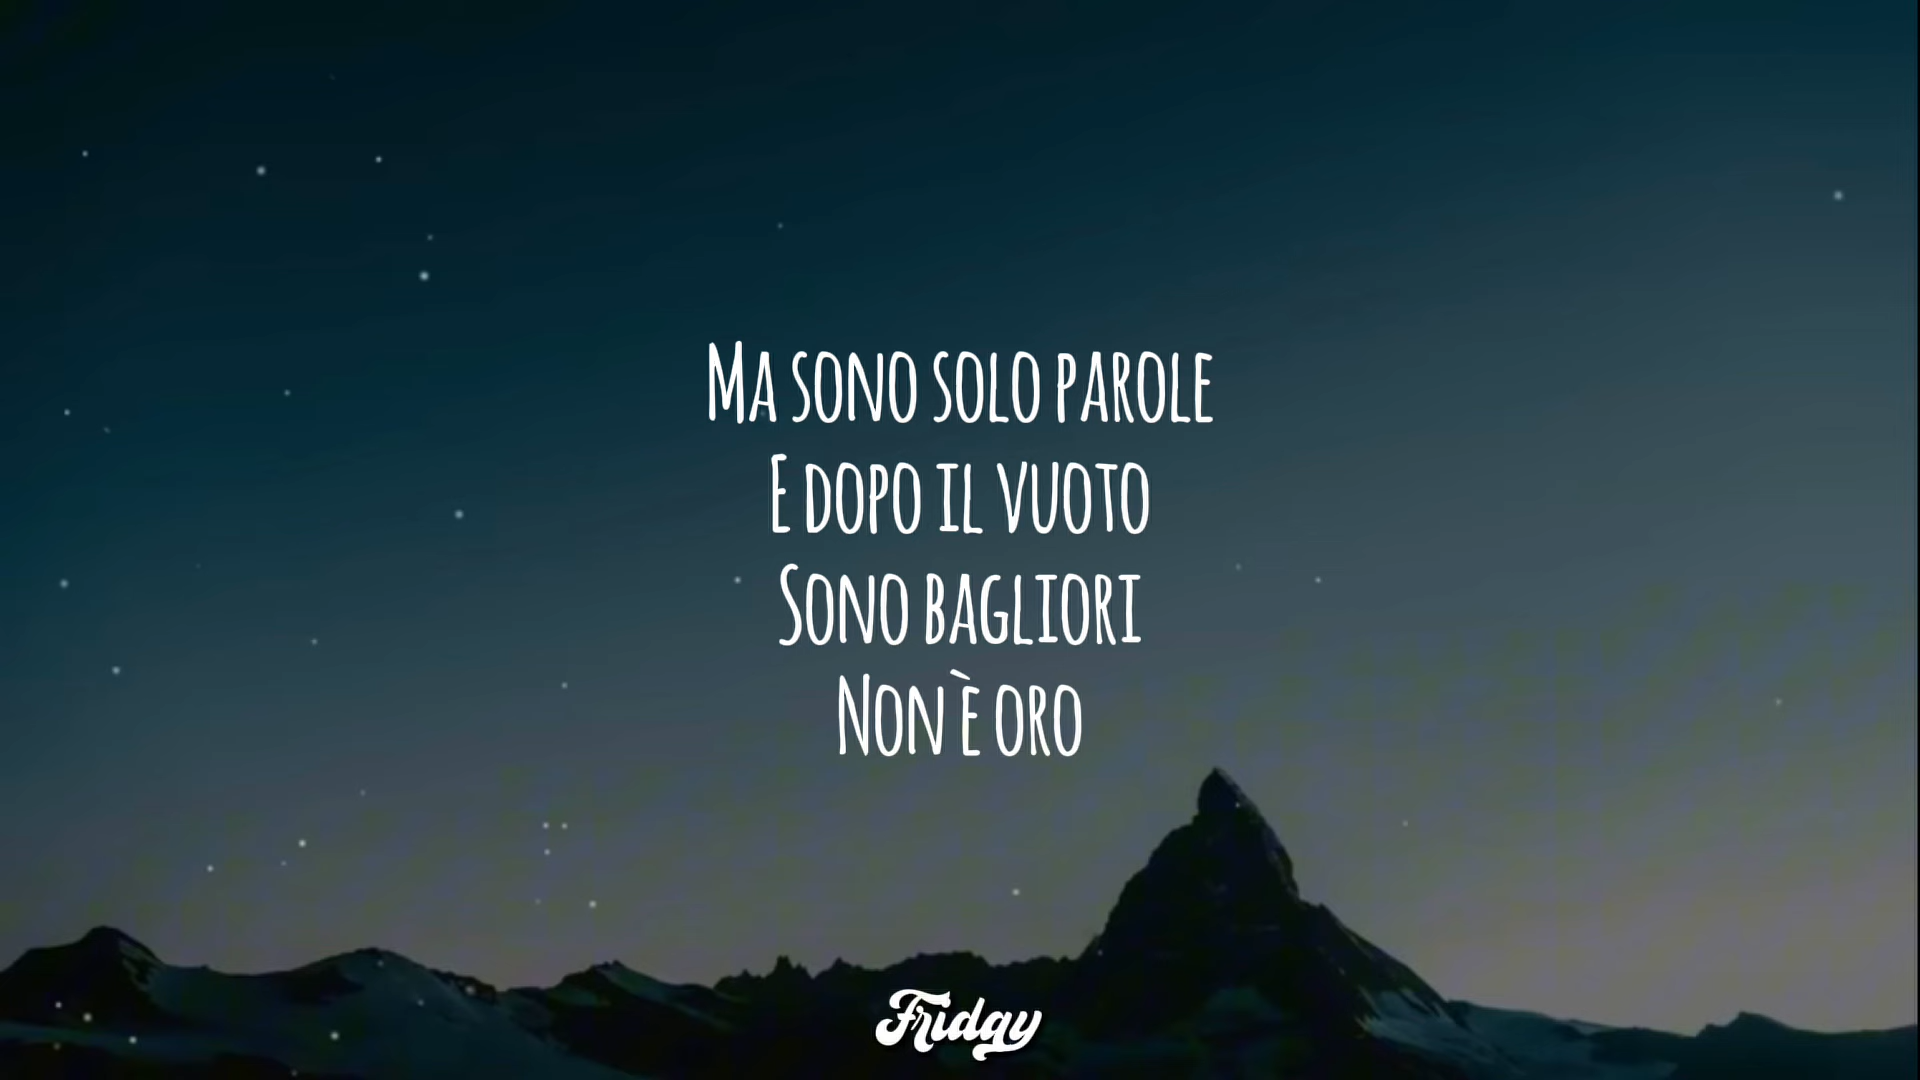 Ma sono solo parole
E dopo il vuoto
Sono bagliori
Non è oro
Friday